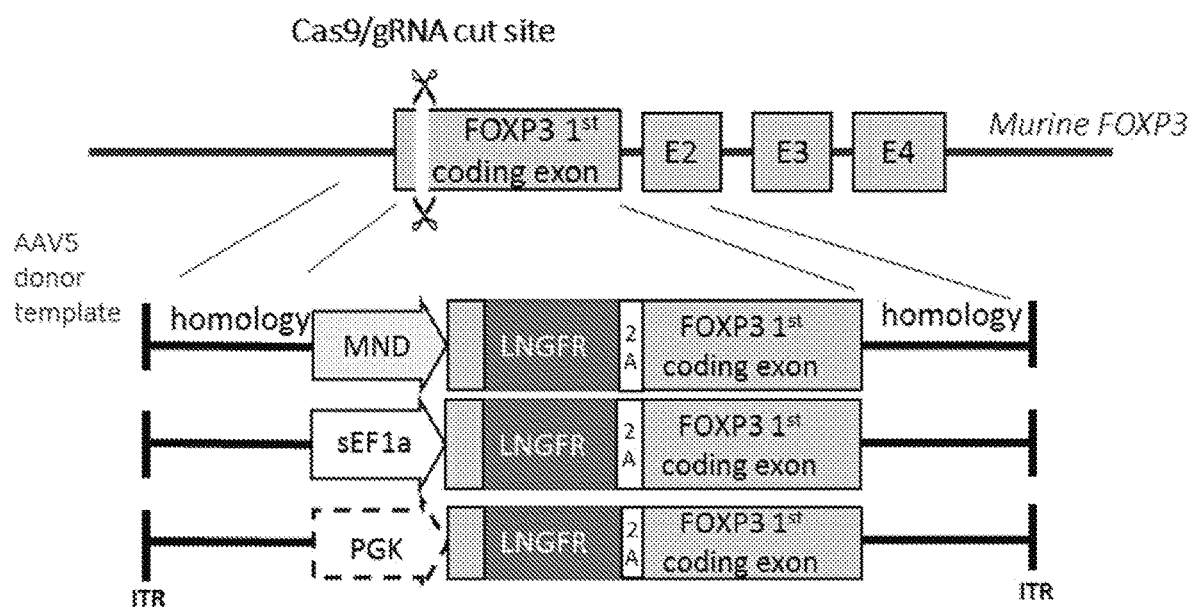 Cas9/gRNA cut site
FOXP3 1st
coding exon
E2
E3
E4
Murine FOXP3
AAV5
donor
template
homology
MND
LNGFR
2
A
FOXP3 1st
coding exon
homology
sEF1a
LNGFR
2
A
FOXP3 1st
coding exon
PGK
LNGFR
2
A
FOXP3 1st
coding exon
ITR
ITR